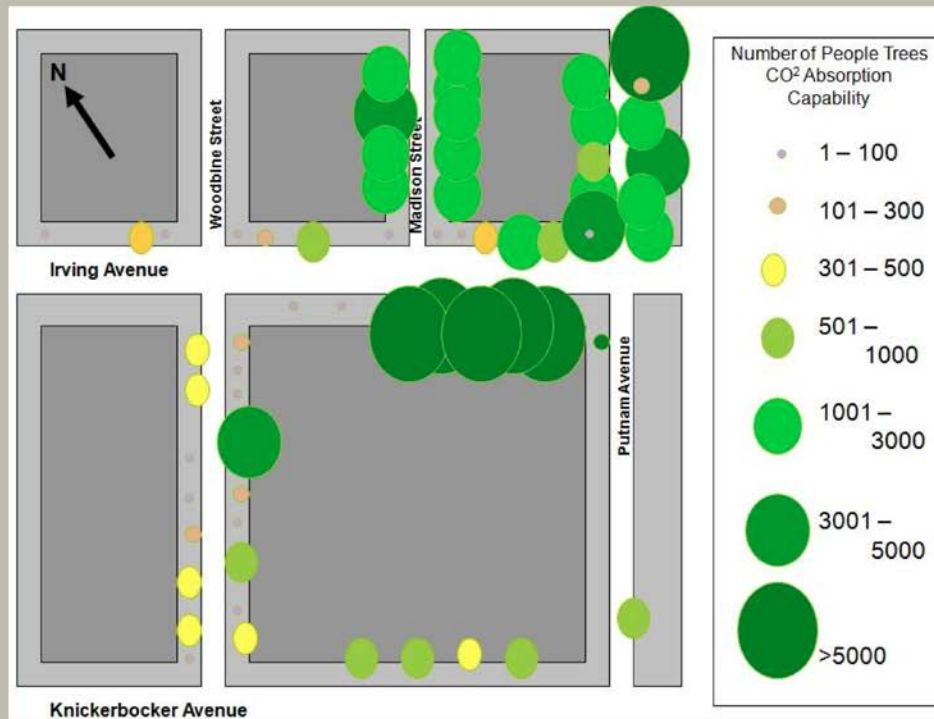 N
Woodbine Street
Madison Street
Irving Avenue
Putnam Avenue
Knickerbocker Avenue
Number of People Trees
CO² Absorption
Capability
1 – 100
101 – 300
301 – 500
501 –
1000
1001 –
3000
3001 –
5000
>5000